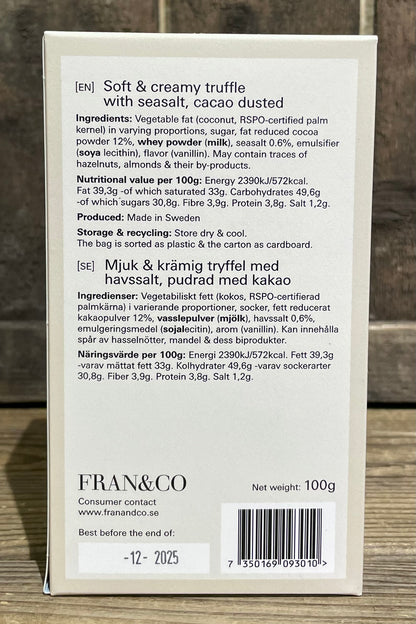 [EN] Soft & creamy truffle
with seasalt, cacao dusted
Ingredients: Vegetable fat (coconut, RSPO-certified palm
kernel) in varying proportions, sugar, fat reduced cocoa
powder 12%, whey powder (milk), seasalt 0.6%, emulsifier
(soya lecithin), flavor (vanillin). May contain traces of
hazelnuts, almonds & their by-products.
Nutritional value per 100g: Energy 2390kJ/572kcal.
Fat 39,3g -of which saturated 33g. Carbohydrates 49,6g
-of which sugars 30,8g. Fibre 3,9g. Protein 3,8g. Salt 1,2g.
Produced: Made in Sweden
Storage & recycling: Store dry & cool.
The bag is sorted as plastic & the carton as cardboard.
[SE] Mjuk & krämig tryffel med
havssalt, pudrad med kakao
Ingredienser: Vegetabiliskt fett (kokos, RSPO-certifierad
palmkärna) i varierande proportioner, socker, fett reducerat
kakaopulver 12%, vasslepulver (mjölk), havssalt 0,6%,
emulgeringsmedel (sojalecitin), arom (vanillin). Kan innehålla
spår av hasselnötter, mandel & dess biprodukter.
Näringsvärde per 100g: Energi 2390kJ/572kcal. Fett 39,3g
-varav mättat fett 33g. Kolhydrater 49,6g -varav sockerarter
30,8g. Fiber 3,9g. Protein 3,8g. Salt 1,2g.
FRAN&CO
Net weight: 100g
Consumer contact
www.franandco.se
Best before the end of:
-12- 2025
7 350169 093010 >